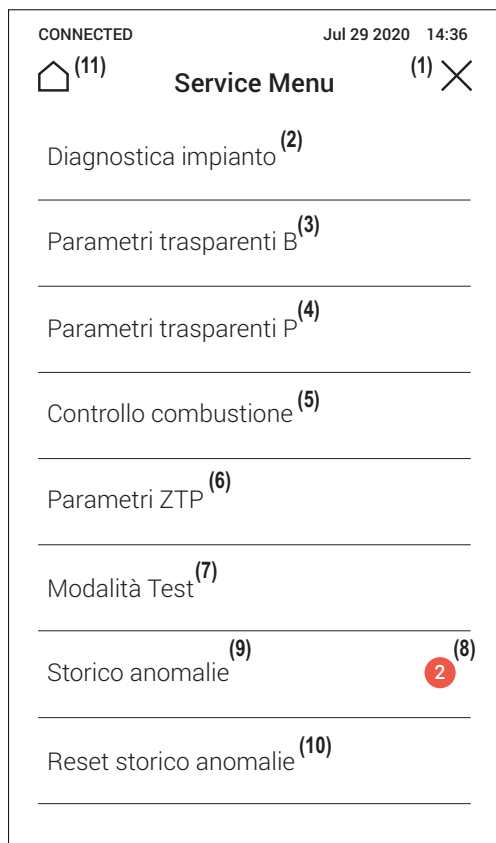 CONNECTED Jul 29 2020 14:36
(11) Service Menu (1)
Diagnostica impianto (2)
Parametri trasparenti B (3)
Parametri trasparenti P (4)
Controllo combustione (5)
Parametri ZTP (6)
Modalità Test (7)
Storico anomalie (9) 2 (8)
Reset storico anomalie (10)